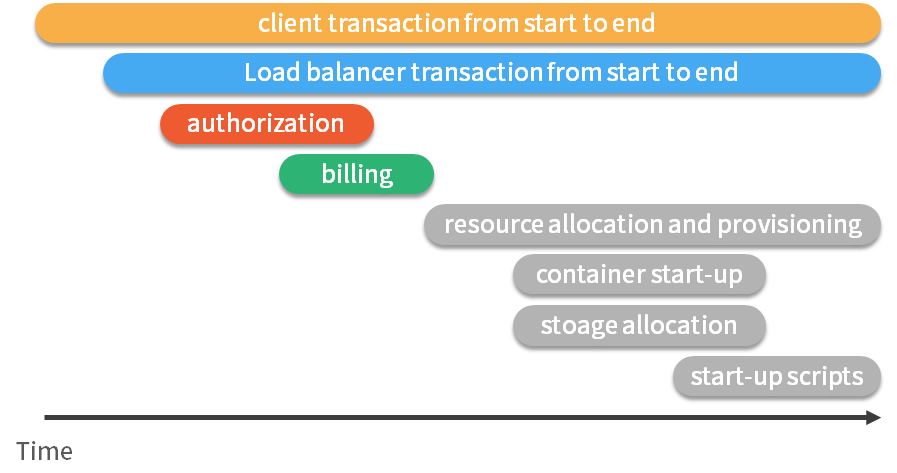 client transaction from start to end
Load balancer transaction from start to end
authorization
billing
resource allocation and provisioning
container start-up
stoage allocation
start-up scripts
Time